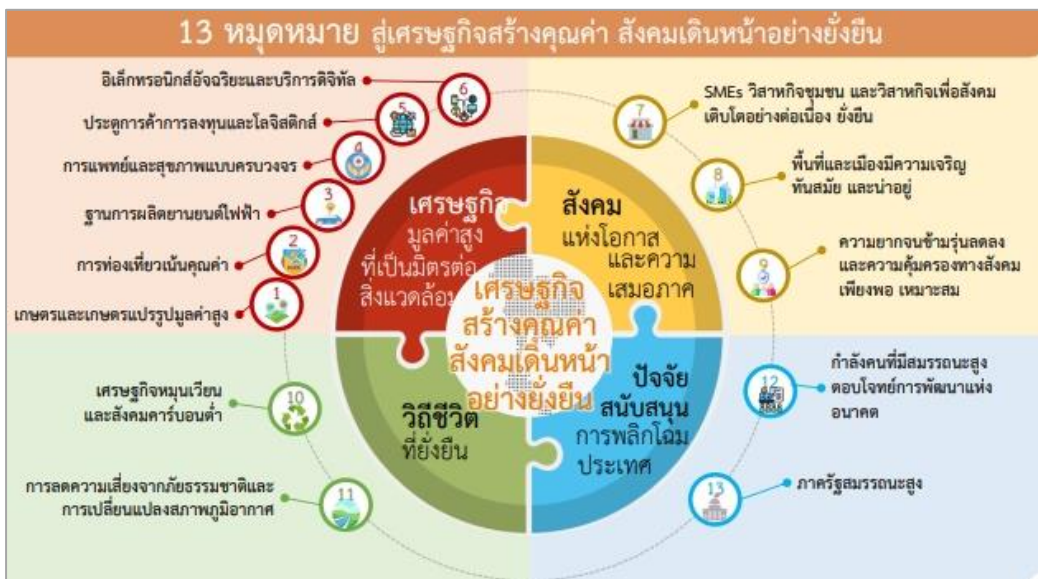 13 หมุดหมาย สู่เศรษฐกิจสร้างคุณค่า สังคมเดินหน้าอย่างยั่งยืน
อิเล็กทรอนิกส์อัจฉริยะและบริการดิจิทัล
6
ประตูการค้าการลงทุนและโลจิสติกส์
5
การแพทย์และสุขภาพแบบครบวงจร
4
ฐานการผลิตยานยนต์ไฟฟ้า
3
การท่องเที่ยวเน้นคุณค่า
2
เกษตรและเกษตรแปรรูปมูลค่าสูง
1
เศรษฐกิจ
มูลค่าสูง
ที่เป็นมิตรต่อ
สิ่งแวดล้อม
สังคม
แห่งโอกาส
และความ
เสมอภาค
7
SMEs วิสาหกิจชุมชน และวิสาหกิจเพื่อสังคม
เติบโตอย่างต่อเนื่อง ยั่งยืน
8
พื้นที่และเมืองมีความเจริญ
ทันสมัย และน่าอยู่
9
ความยากจนข้ามรุ่นลดลง
และความคุ้มครองทางสังคม
เพียงพอ เหมาะสม
เศรษฐกิจ
สร้างคุณค่า
สังคมเดินหน้า
อย่างยั่งยืน
เศรษฐกิจหมุนเวียน
และสังคมคาร์บอนต่ำ
10
การลดความเสี่ยงจากภัยธรรมชาติและ
การเปลี่ยนแปลงสภาพภูมิอากาศ
11
วิถีชีวิต
ที่ยั่งยืน
ปัจจัย
สนับสนุน
การพลิกโฉม
ประเทศ
12
กำลังคนที่มีสมรรถนะสูง
ตอบโจทย์การพัฒนาแห่ง
อนาคต
13
ภาครัฐสมรรถนะสูง